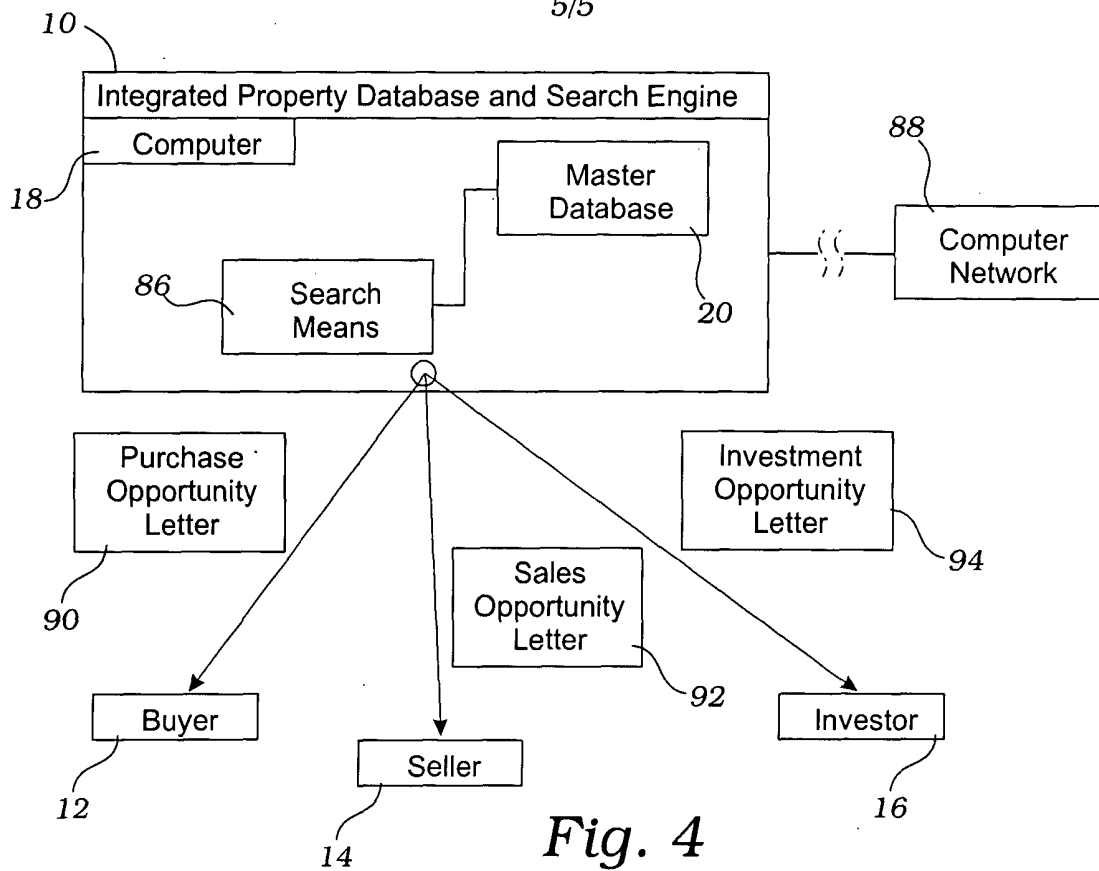 5/5
10
Integrated Property Database and Search Engine
Computer
18
Master
Database
20
88
Computer
Network
86
Search
Means
Purchase
Opportunity
Letter
90
Sales
Opportunity
Letter
92
Investment
Opportunity
Letter
94
Buyer
12
Seller
14
Investor
16
Fig. 4